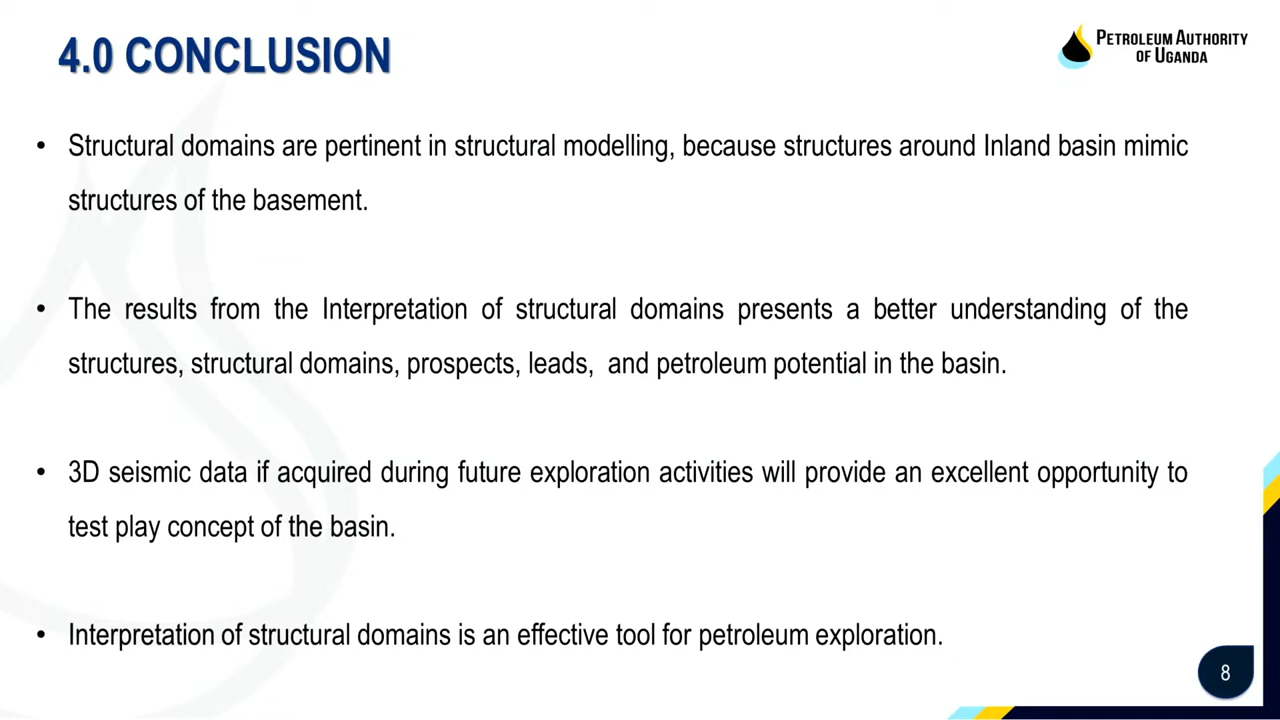 4.0 CONCLUSION
PETROLEUM AUTHORITY
OF UGANDA
• Structural domains are pertinent in structural modelling, because structures around Inland basin mimic
structures of the basement.
• The results from the Interpretation of structural domains presents a better understanding of the
structures, structural domains, prospects, leads, and petroleum potential in the basin.
• 3D seismic data if acquired during future exploration activities will provide an excellent opportunity to
test play concept of the basin.
• Interpretation of structural domains is an effective tool for petroleum exploration.
8